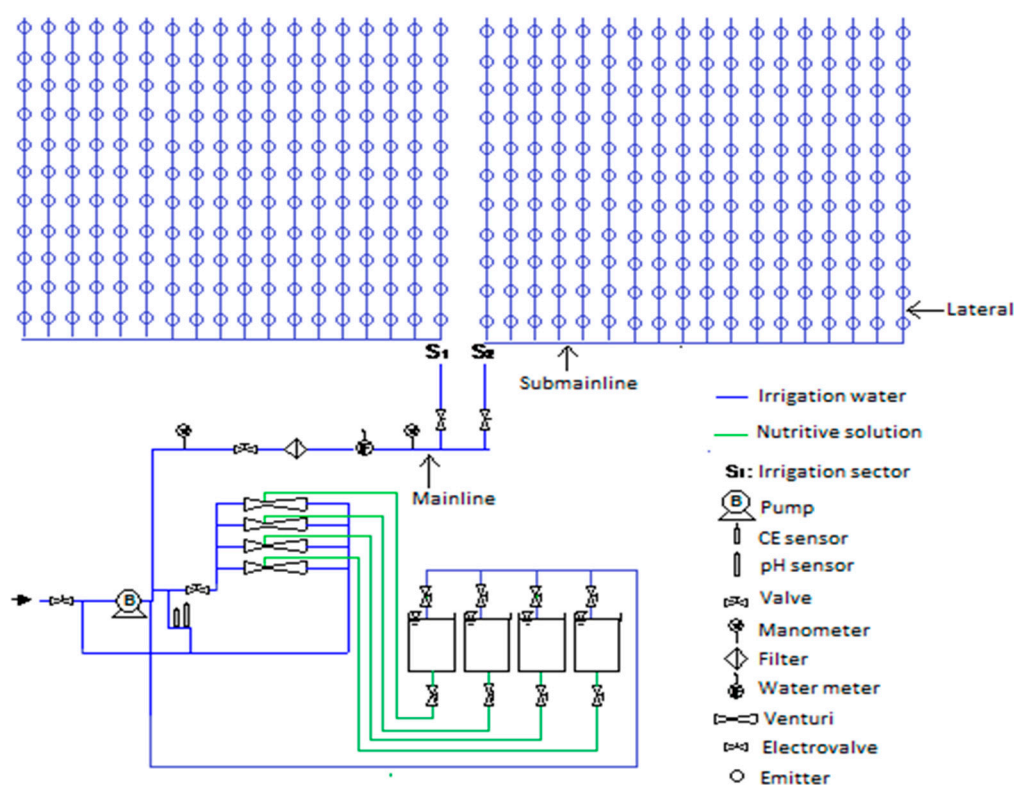 Lateral
S1
S2
Submainline
Irrigation water
Nutritive solution
Mainline
S1: Irrigation sector
B
Pump
CE sensor
pH sensor
B
Valve
Manometer
Filter
Water meter
Venturi
Electrovalve
Emitter